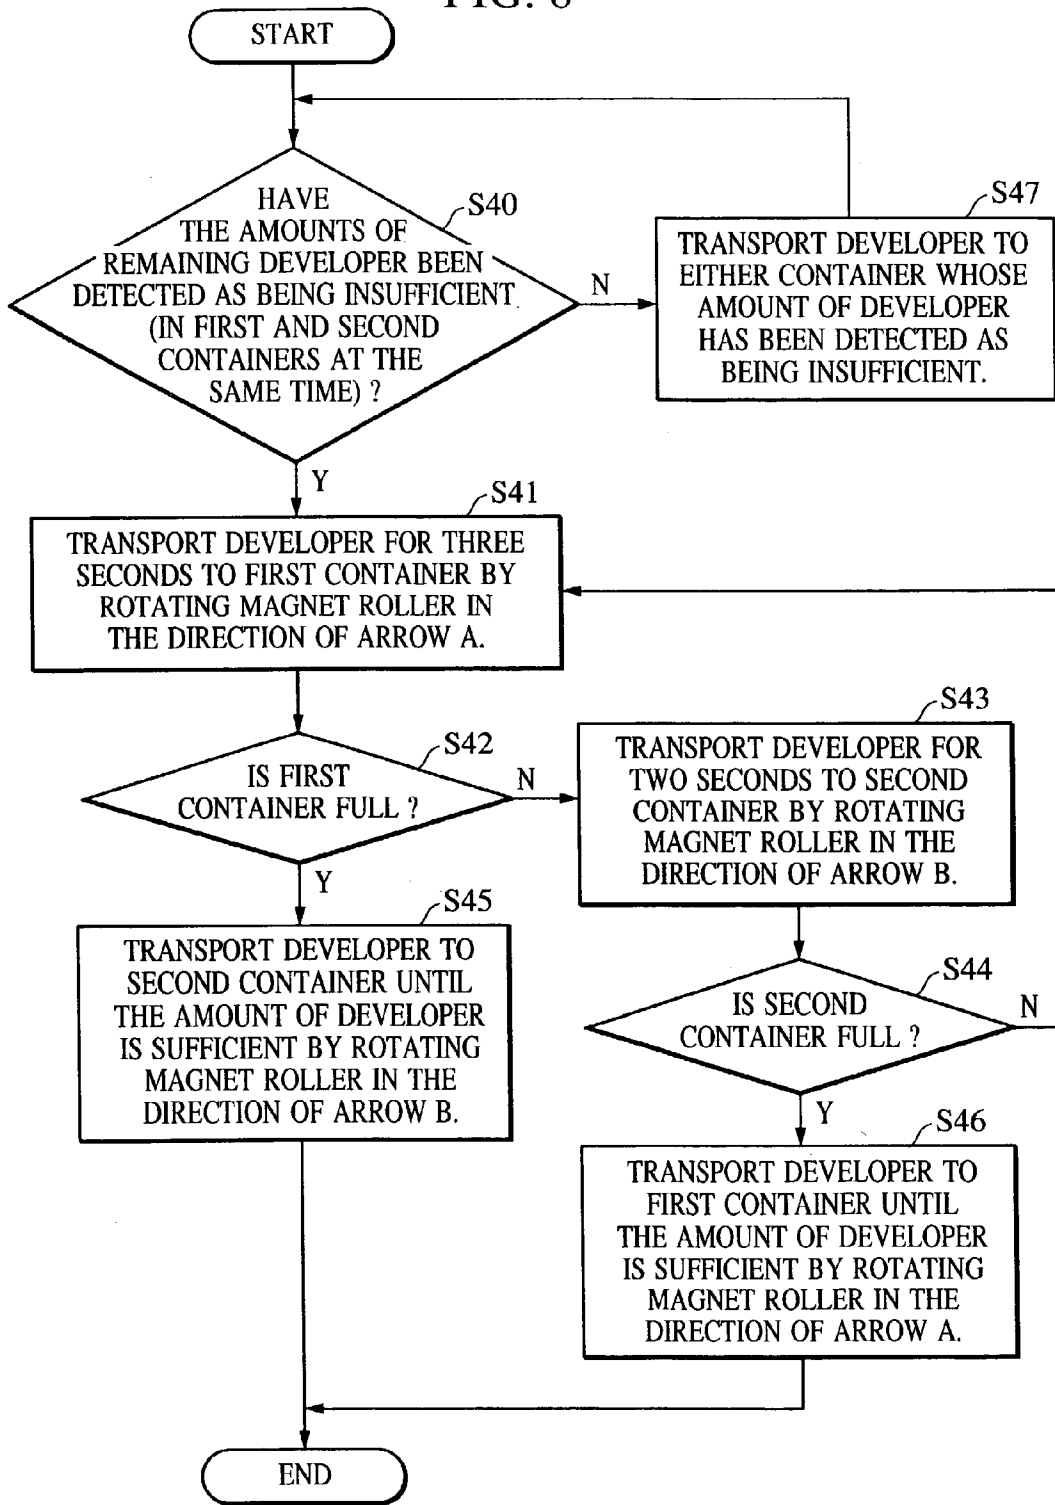 START
HAVE
THE AMOUNTS OF
REMAINING DEVELOPER BEEN
DETECTED AS BEING INSUFFICIENT
(IN FIRST AND SECOND
CONTAINERS AT THE
SAME TIME) ?
S40
N
S47
TRANSPORT DEVELOPER TO
EITHER CONTAINER WHOSE
AMOUNT OF DEVELOPER
HAS BEEN DETECTED AS
BEING INSUFFICIENT.
Y
S41
TRANSPORT DEVELOPER FOR THREE
SECONDS TO FIRST CONTAINER BY
ROTATING MAGNET ROLLER IN
THE DIRECTION OF ARROW A.
S42
IS FIRST
CONTAINER FULL ?
N
S43
TRANSPORT DEVELOPER FOR
TWO SECONDS TO SECOND
CONTAINER BY ROTATING
MAGNET ROLLER IN THE
DIRECTION OF ARROW B.
Y
S45
TRANSPORT DEVELOPER TO
SECOND CONTAINER UNTIL
THE AMOUNT OF DEVELOPER
IS SUFFICIENT BY ROTATING
MAGNET ROLLER IN THE
DIRECTION OF ARROW B.
S44
IS SECOND
CONTAINER FULL ?
N
Y
S46
TRANSPORT DEVELOPER TO
FIRST CONTAINER UNTIL
THE AMOUNT OF DEVELOPER
IS SUFFICIENT BY ROTATING
MAGNET ROLLER IN THE
DIRECTION OF ARROW A.
END